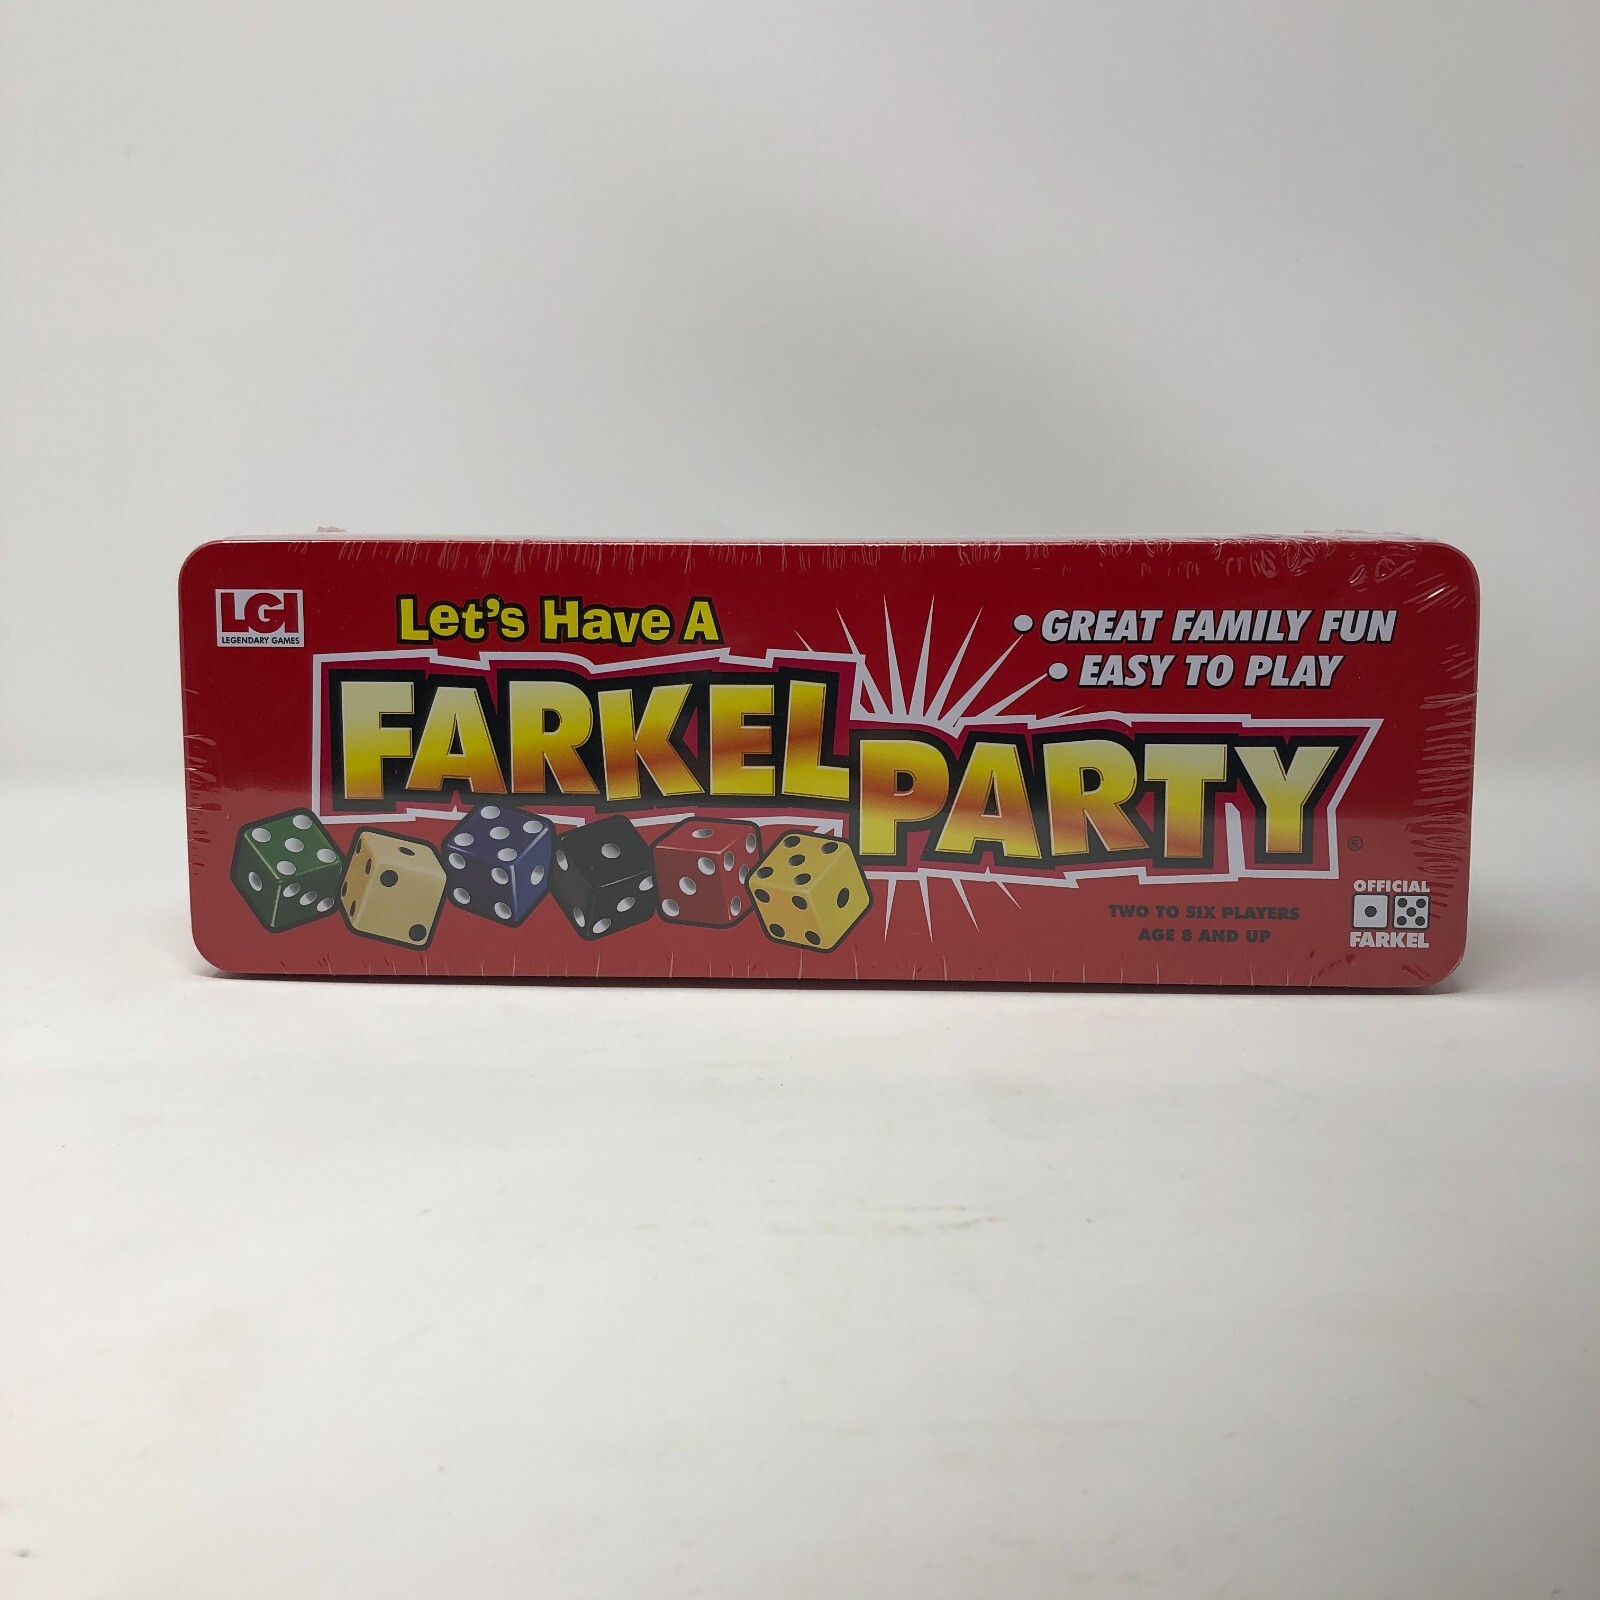 LGI
LEGENDARY GAMES
Let's Have A
FARKEL PARTY®
• GREAT FAMILY FUN
• EASY TO PLAY
TWO TO SIX PLAYERS
AGE 8 AND UP
OFFICIAL
FARKEL